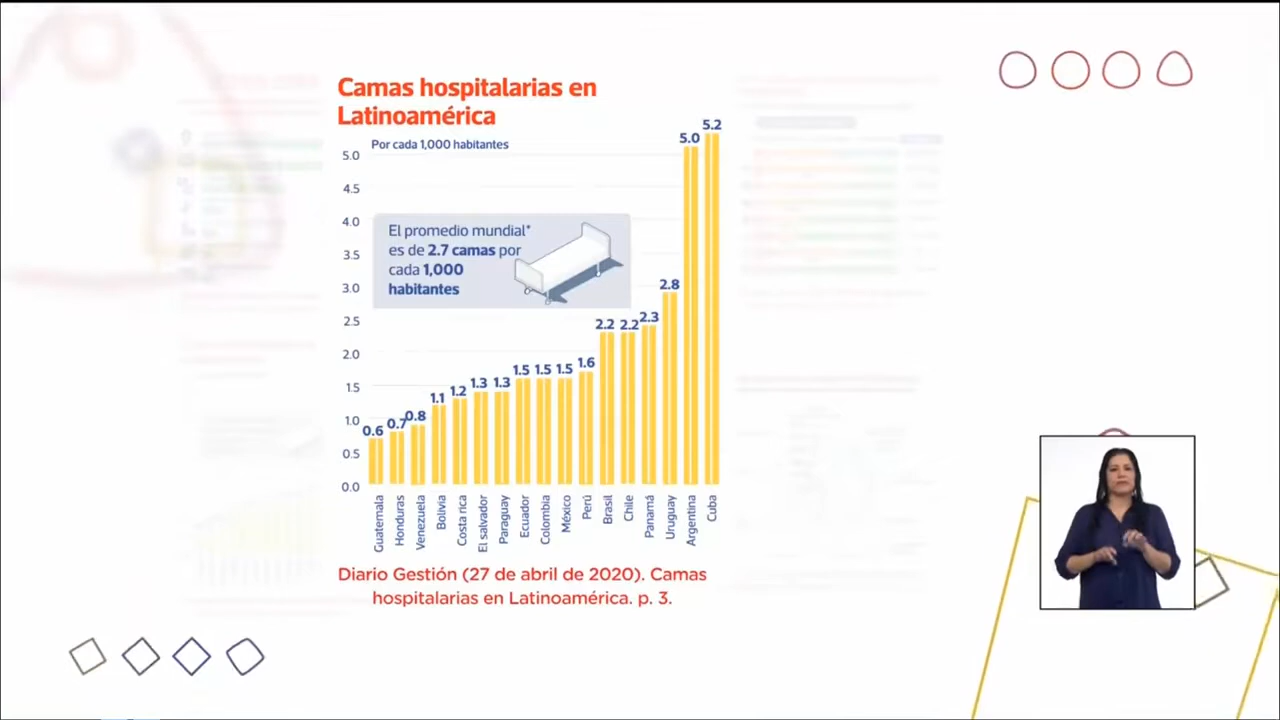 Camas hospitalarias en
Latinoamérica
Por cada 1,000 habitantes
5.0
4.5
4.0
3.5
3.0
2.5
2.0
1.5
1.0
0.5
0.0
El promedio mundial*
es de 2.7 camas por
cada 1,000
habitantes
0.6
0.7
0.8
1.1
1.2
1.3
1.3
1.5
1.5
1.5
1.6
2.2
2.2
2.3
2.8
5.0
5.2
Guatemala
Honduras
Venezuela
Bolivia
Costa rica
El salvador
Paraguay
Ecuador
Colombia
México
Perú
Brasil
Chile
Panamá
Uruguay
Argentina
Cuba
Diario Gestión (27 de abril de 2020). Camas
hospitalarias en Latinoamérica. p. 3.